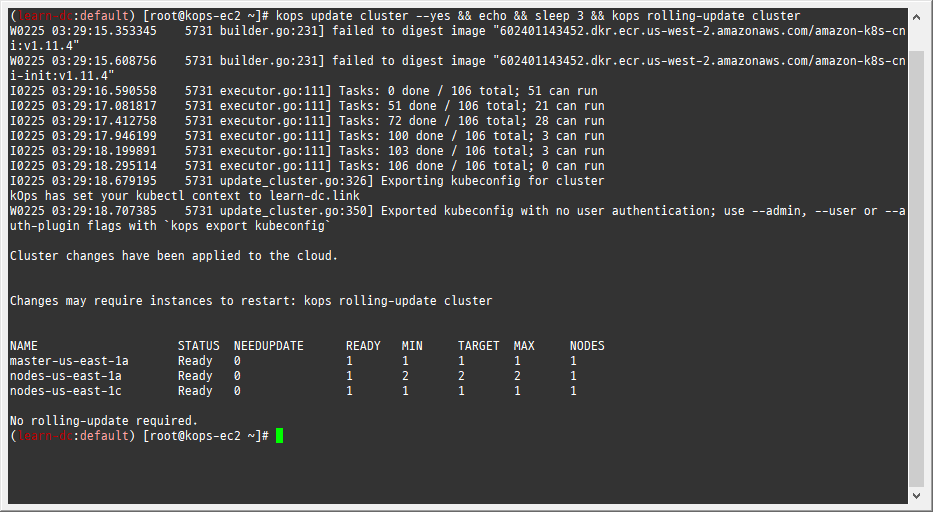 (learn-dc:default) [root@kops-ec2 ~]# kops update cluster --yes && echo && sleep 3 && kops rolling-update cluster
W0225 03:29:15.353345    5731 builder.go:231] failed to digest image "602401143452.dkr.ecr.us-west-2.amazonaws.com/amazon-k8s-cn
i:v1.11.4"
W0225 03:29:15.608756    5731 builder.go:231] failed to digest image "602401143452.dkr.ecr.us-west-2.amazonaws.com/amazon-k8s-cn
i-init:v1.11.4"
I0225 03:29:16.590558    5731 executor.go:111] Tasks: 0 done / 106 total; 51 can run
I0225 03:29:17.081817    5731 executor.go:111] Tasks: 51 done / 106 total; 21 can run
I0225 03:29:17.412758    5731 executor.go:111] Tasks: 72 done / 106 total; 28 can run
I0225 03:29:17.946199    5731 executor.go:111] Tasks: 100 done / 106 total; 3 can run
I0225 03:29:18.199891    5731 executor.go:111] Tasks: 103 done / 106 total; 3 can run
I0225 03:29:18.295114    5731 executor.go:111] Tasks: 106 done / 106 total; 0 can run
I0225 03:29:18.679195    5731 update_cluster.go:326] Exporting kubeconfig for cluster
kOps has set your kubectl context to learn-dc.link
W0225 03:29:18.707385    5731 update_cluster.go:350] Exported kubeconfig with no user authentication; use --admin, --user or --a
uth-plugin flags with `kops export kubeconfig`
Cluster changes have been applied to the cloud.
Changes may require instances to restart: kops rolling-update cluster
NAME                    STATUS  NEEDUPDATE      READY   MIN     TARGET  MAX     NODES
master-us-east-1a       Ready   0               1       1       1       1       1
nodes-us-east-1a        Ready   0               1       2       2       2       1
nodes-us-east-1c        Ready   0               1       1       1       1       1
No rolling-update required.
(learn-dc:default) [root@kops-ec2 ~]#